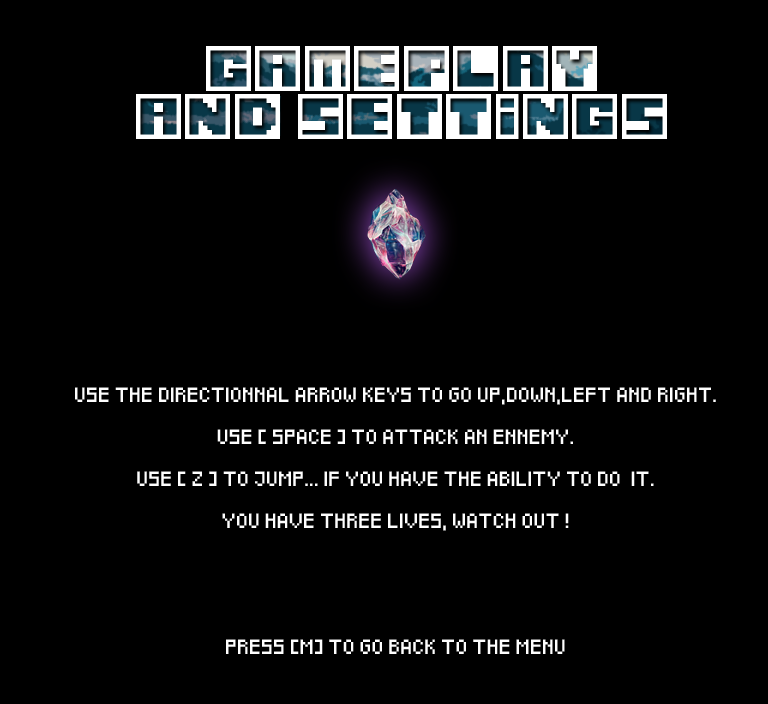 GAMEPLAY
AND SETTiNGS
USE THE DIRECTIONNAL ARROW KEYS TO GO UP,DOWN,LEFT AND RIGHT.
USE [ SPACE ] TO ATTACK AN ENNEMY.
USE [ Z ] TO JUMP... IF YOU HAVE THE ABILITY TO DO  IT.
YOU HAVE THREE LIVES, WATCH OUT !
PRESS [M] TO GO BACK TO THE MENU